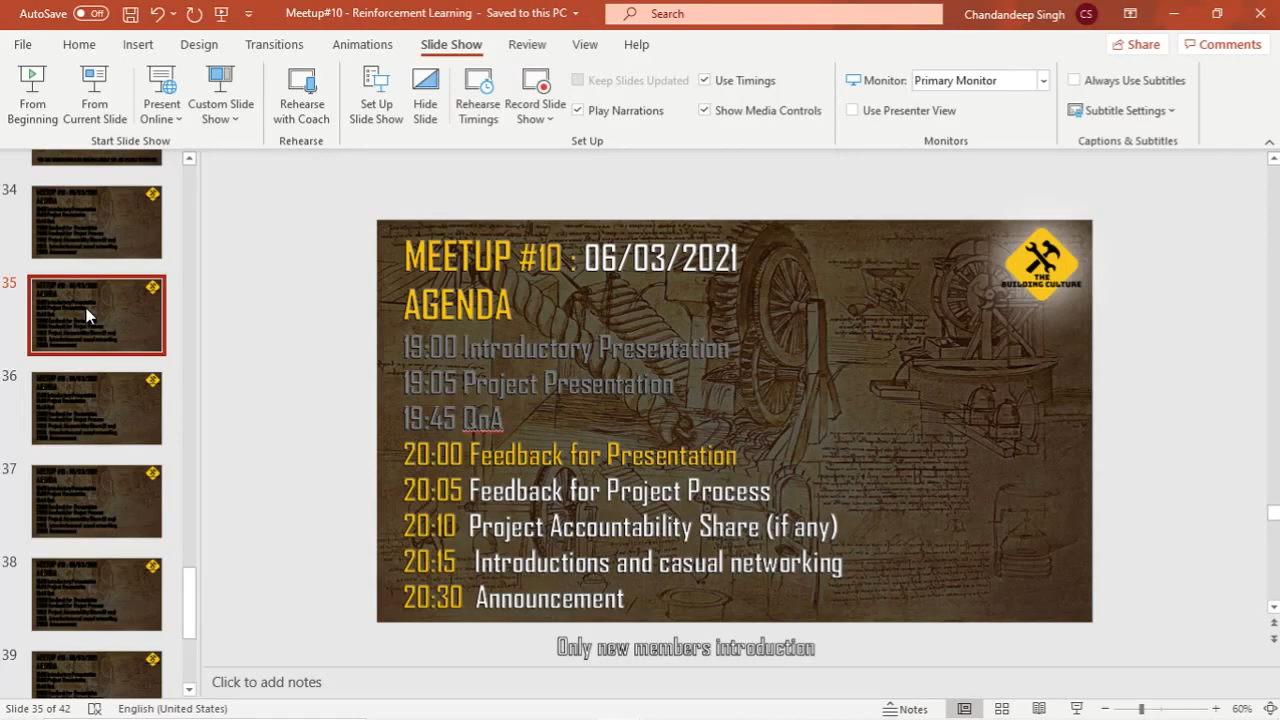 AutoSave Off Rehearsal#10 - Refinement Learning - Saved to this PC Search Chandandeep Singh CS
File Home Insert Design Transitions Animations Slide Show Review View Help Share Comments
From Beginning
From Current Slide
Present Online
Custom Slide Show
Rehearse with Coach
Set Up Slide Show
Hide Slide
Rehearse Timings
Record Slide Show
Keep Slides Updated
Use Timings
Play Narrations
Show Media Controls
Monitor: Primary Monitor
Use Presenter View
Always Use Subtitles
Subtitle Settings
Start Slide Show Rehearse Set Up Monitors Captions & Subtitles
34
35
36
37
38
39
MEETUP #10 : 06/03/2021
AGENDA
THE
BUILDING CULTURE
19:00 Introductory Presentation
19:05 Project Presentation
19:45 QnA
20:00 Feedback for Presentation
20:05 Feedback for Project Process
20:10 Project Accountability Share (if any)
20:15 Introductions and casual networking
20:30 Announcement
Only new members introduction
Click to add notes
Slide 35 of 42 English (United States) Notes 60%